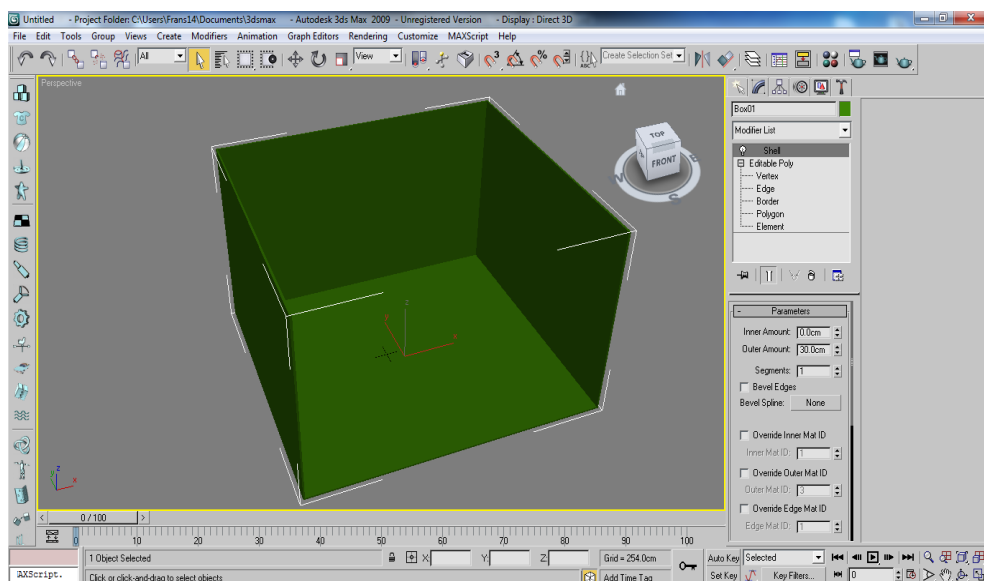 Untitled - Project Folder: C:\Users\Frans14\Documents\3dsmax - Autodesk 3ds Max 2009 - Unregistered Version - Display : Direct 3D
File Edit Tools Group Views Create Modifiers Animation Graph Editors Rendering Customize MAXScript Help
All View Create Selection Set
Perspective
TOP
FRONT
W
S
Box01
Modifier List
Shell
Editable Poly
Vertex
Edge
Border
Polygon
Element
Parameters
Inner Amount: 0.0cm
Outer Amount: 30.0cm
Segments: 1
Bevel Edges
Bevel Spline: None
Override Inner Mat ID
Inner Mat ID: 1
Override Outer Mat ID
Outer Mat ID: 3
Override Edge Mat ID
Edge Mat ID: 1
z
x
y
x
z
x
0 / 100
0 10 20 30 40 50 60 70 80 90 100
1 Object Selected X: Y: Z: Grid = 254.0cm Auto Key Selected
AXScript. Click or click-and-drag to select objects Add Time Tag Set Key Key Filters... 0